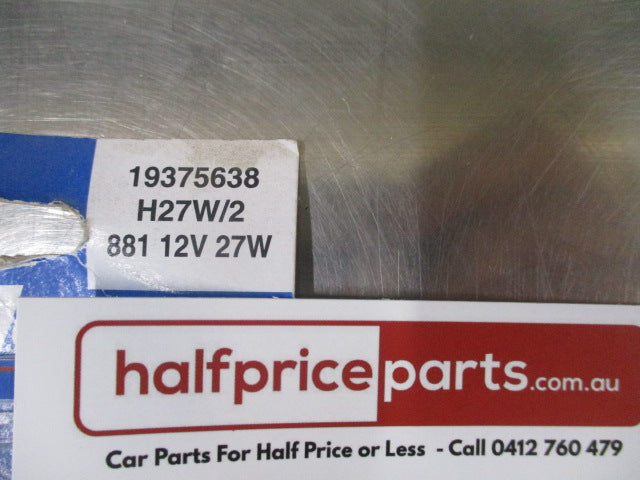 19375638
H27W/2
881 12V 27W
halfpriceparts.com.au
Car Parts For Half Price or Less - Call 0412 760 479